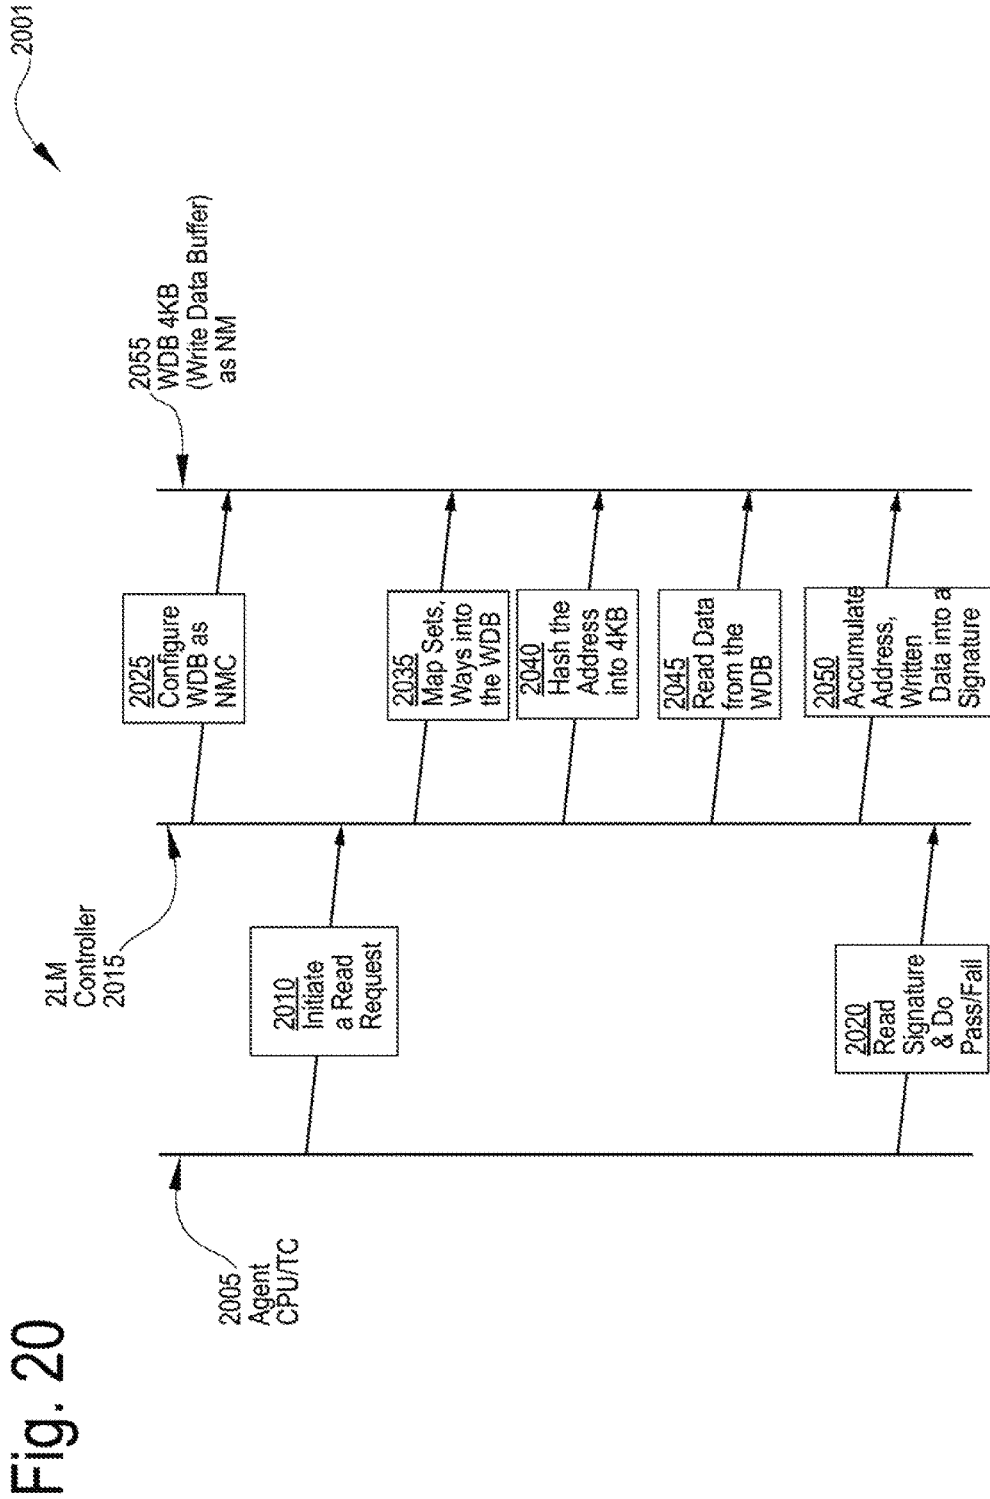 Fig. 20
2001
2005
Agent
CPU/TC
2LM
Controller
2015
2055
WDB 4KB
(Write Data Buffer)
as NM
2025
Configure
WDB as
NMC
2010
Initiate
a Read
Request
2035
Map Sets,
Ways into
the WDB
2040
Hash the
Address
into 4KB
2045
Read Data
from the
WDB
2050
Accumulate
Address,
Written
Data into a
Signature
2020
Read
Signature
& Do
Pass/Fail